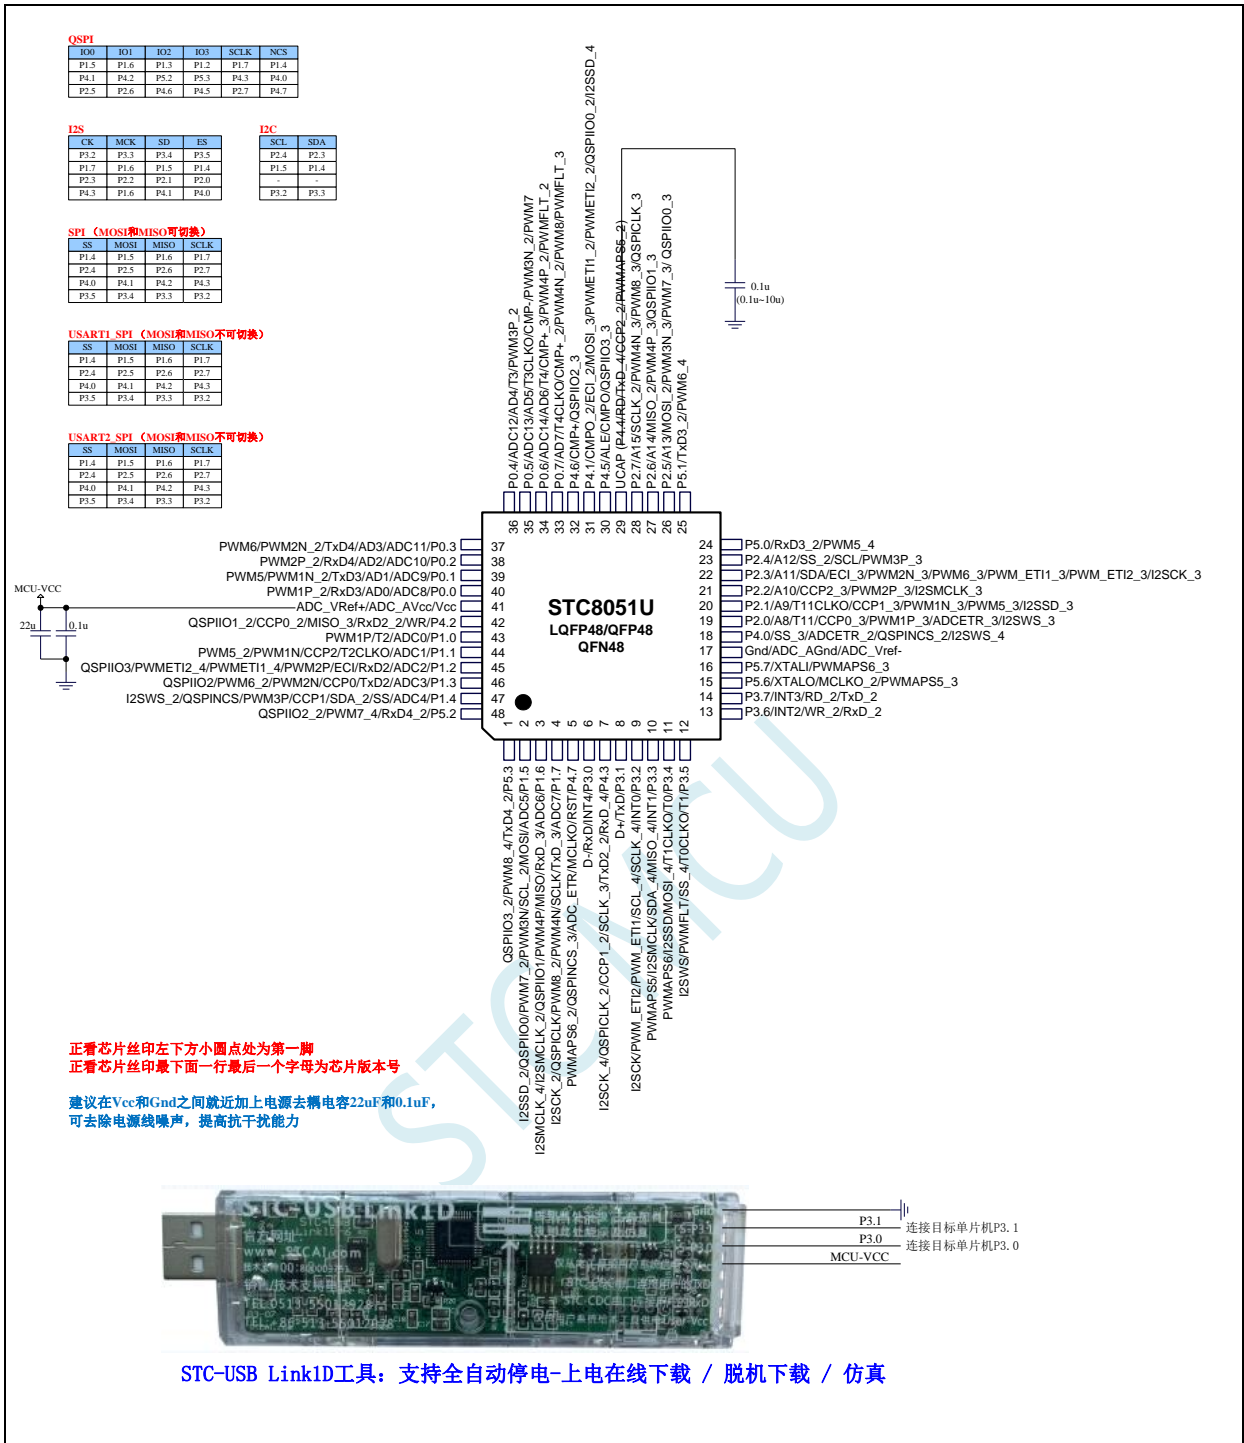 QSPI
IO0 IO1 IO2 IO3 SCLK NCS
P1.5 P1.6 P1.3 P1.2 P1.7 P1.4
P4.1 P4.2 P5.2 P5.3 P4.3 P4.0
P2.5 P2.6 P4.6 P4.5 P2.7 P4.7
I2S
CK MCK SD ES
P3.2 P3.3 P3.4 P3.5
P1.7 P1.6 P1.5 P1.4
P2.3 P2.2 P2.1 P2.0
P4.3 P1.6 P4.1 P4.0
I2C
SCL SDA
P2.4 P2.3
P1.5 P1.4
- -
P3.2 P3.3
SPI （MOSI和MISO可切换）
SS MOSI MISO SCLK
P1.4 P1.5 P1.6 P1.7
P2.4 P2.5 P2.6 P2.7
P4.0 P4.1 P4.2 P4.3
P3.5 P3.4 P3.3 P3.2
USART1_SPI （MOSI和MISO不可切换）
SS MOSI MISO SCLK
P1.4 P1.5 P1.6 P1.7
P2.4 P2.5 P2.6 P2.7
P4.0 P4.1 P4.2 P4.3
P3.5 P3.4 P3.3 P3.2
USART2_SPI （MOSI和MISO不可切换）
SS MOSI MISO SCLK
P1.4 P1.5 P1.6 P1.7
P2.4 P2.5 P2.6 P2.7
P4.0 P4.1 P4.2 P4.3
P3.5 P3.4 P3.3 P3.2
0.1u
(0.1u~10u)
P0.4/ADC12/AD4/T3/PWM3P_2
P0.5/ADC13/AD5/T3CLKO/CMP-/PWM3N_2/PWM7
P0.6/ADC14/AD6/T4/CMP+_3/PWM4P_2/PWMFLT_2
P0.7/AD7/T4CLKO/CMP+_2/PWM4N_2/PWM8/PWMFLT_3
P4.6/CMP+/QSPIIO2_3
P4.1/CMPO_2/ECI_2/MOSI_3/PWMETI1_2/PWMETI2_2/QSPIIO0_2/I2SSD_4
P4.5/ALE/CMPO/QSPIIO3_3
UCAP (P4.4/RD/TxD_4/CCP2_2/PWMAPS5_2)
P2.7/A15/SCLK_2/PWM4N_3/PWM8_3/QSPICLK_3
P2.6/A14/MISO_2/PWM4P_3/QSPIIO1_3
P2.5/A13/MOSI_2/PWM3N_3/PWM7_3/ QSPIIO0_3
P5.1/TxD3_2/PWM6_4
36 35 34 33 32 31 30 29 28 27 26 25
PWM6/PWM2N_2/TxD4/AD3/ADC11/P0.3 37
PWM2P_2/RxD4/AD2/ADC10/P0.2 38
PWM5/PWM1N_2/TxD3/AD1/ADC9/P0.1 39
PWM1P_2/RxD3/AD0/ADC8/P0.0 40
ADC_VRef+/ADC_AVcc/Vcc 41
QSPIIO1_2/CCP0_2/MISO_3/RxD2_2/WR/P4.2 42
PWM1P/T2/ADC0/P1.0 43
PWM5_2/PWM1N/CCP2/T2CLKO/ADC1/P1.1 44
QSPIIO3/PWMETI2_4/PWMETI1_4/PWM2P/ECI/RxD2/ADC2/P1.2 45
QSPIIO2/PWM6_2/PWM2N/CCP0/TxD2/ADC3/P1.3 46
I2SWS_2/QSPINCS/PWM3P/CCP1/SDA_2/SS/ADC4/P1.4 47
QSPIIO2_2/PWM7_4/RxD4_2/P5.2 48
MCU-VCC
22u 0.1u
STC8051U
LQFP48/QFP48
QFN48
24 P5.0/RxD3_2/PWM5_4
23 P2.4/A12/SS_2/SCL/PWM3P_3
22 P2.3/A11/SDA/ECI_3/PWM2N_3/PWM6_3/PWM_ETI1_3/PWM_ETI2_3/I2SCK_3
21 P2.2/A10/CCP2_3/PWM2P_3/I2SMCLK_3
20 P2.1/A9/T11CLKO/CCP1_3/PWM1N_3/PWM5_3/I2SSD_3
19 P2.0/A8/T11/CCP0_3/PWM1P_3/ADCETR_3/I2SWS_3
18 P4.0/SS_3/ADCETR_2/QSPINCS_2/I2SWS_4
17 Gnd/ADC_AGnd/ADC_Vref-
16 P5.7/XTALI/PWMAPS6_3
15 P5.6/XTALO/MCLKO_2/PWMAPS5_3
14 P3.7/INT3/RD_2/TxD_2
13 P3.6/INT2/WR_2/RxD_2
1 2 3 4 5 6 7 8 9 10 11 12
QSPIIO3_2/PWM8_4/TxD4_2/P5.3
I2SSD_2/QSPIIO0/PWM7_2/PWM3N/SCL_2/MOSI/ADC5/P1.5
I2SMCLK_4/I2SMCLK_2/QSPIIO1/PWM4P/MISO/RxD_3/ADC6/P1.6
I2SCK_2/QSPICLK/PWM8_2/PWM4N/SCLK/TxD_3/ADC7/P1.7
PWMAPS6_2/QSPINCS_3/ADC_ETR/MCLKO/RST/P4.7
D-/RxD/INT4/P3.0
I2SCK_4/QSPICLK_2/CCP1_2/SCLK_3/TxD2_2/RxD_4/P4.3
D+/TxD/P3.1
I2SCK/PWM_ETI2/PWM_ETI1/SCL_4/SCLK_4/INT0/P3.2
PWMAPS5/I2SMCLK/SDA_4/MISO_4/INT1/P3.3
PWMAPS6/I2SSD/MOSI_4/T1CLKO/T0/P3.4
I2SWS/PWMFLT/SS_4/T0CLKO/T1/P3.5
STCMCU
正看芯片丝印左下方小圆点处为第一脚
正看芯片丝印最下面一行最后一个字母为芯片版本号
建议在Vcc和Gnd之间就近加上电源去耦电容22uF和0.1uF，
可去除电源线噪声，提高抗干扰能力
STC-USB Link1D
官方网址:
www.STCAI.com
TEL:0513-55012928
P3.1 连接目标单片机P3.1
P3.0 连接目标单片机P3.0
MCU-VCC
STC-USB Link1D工具：支持全自动停电-上电在线下载 / 脱机下载 / 仿真